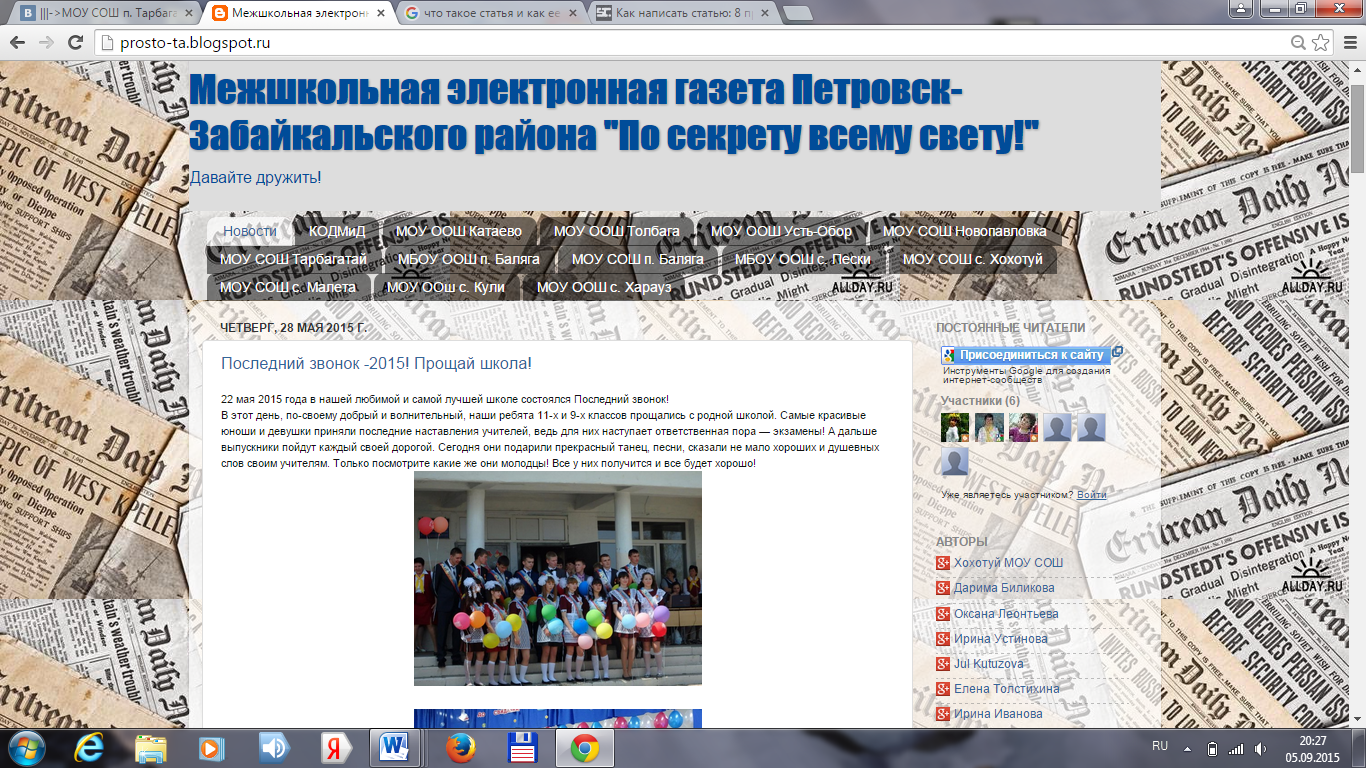 |||->МОУ СОШ п. Тарбага
Межшкольная электронн
что такое статья и как ее
Как написать статью: 8 п
prosto-ta.blogspot.ru
Межшкольная электронная газета Петровск-
Забайкальского района "По секрету всему свету!"
Давайте дружить!
Новости КОДМиД МОУ ООШ Катаево МОУ ООШ Толбага МОУ ООШ Усть-Обор МОУ СОШ Новопавловка
МОУ СОШ Тарбагатай МБОУ ООШ п. Баляга МОУ СОШ п. Баляга МБОУ ООШ с. Пески МОУ СОШ с. Хохотуй
МОУ СОШ с. Малета МОУ ООш с. Кули МОУ ООШ с. Харауз
ЧЕТВЕРГ, 28 МАЯ 2015 Г.
Последний звонок -2015! Прощай школа!
22 мая 2015 года в нашей любимой и самой лучшей школе состоялся Последний звонок!
В этот день, по-своему добрый и волнительный, наши ребята 11-х и 9-х классов прощались с родной школой. Самые красивые
юноши и девушки приняли последние наставления учителей, ведь для них наступает ответственная пора — экзамены! А дальше
выпускники пойдут каждый своей дорогой. Сегодня они подарили прекрасный танец, песни, сказали не мало хороших и душевных
слов своим учителям. Только посмотрите какие же они молодцы! Все у них получится и все будет хорошо!
ПОСТОЯННЫЕ ЧИТАТЕЛИ
Присоединиться к сайту
Инструменты Google для создания
интернет-сообществ
Участники (6)
Уже являетесь участником? Войти
АВТОРЫ
Хохотуй МОУ СОШ
Дарима Биликова
Оксана Леонтьева
Ирина Устинова
Jul Kutuzova
Елена Толстихина
Ирина Иванова
Eritrean Daily
EPIC OF WEST
Gradual Disintegration
ALLDAY.RU
RU
20:27
05.09.2015